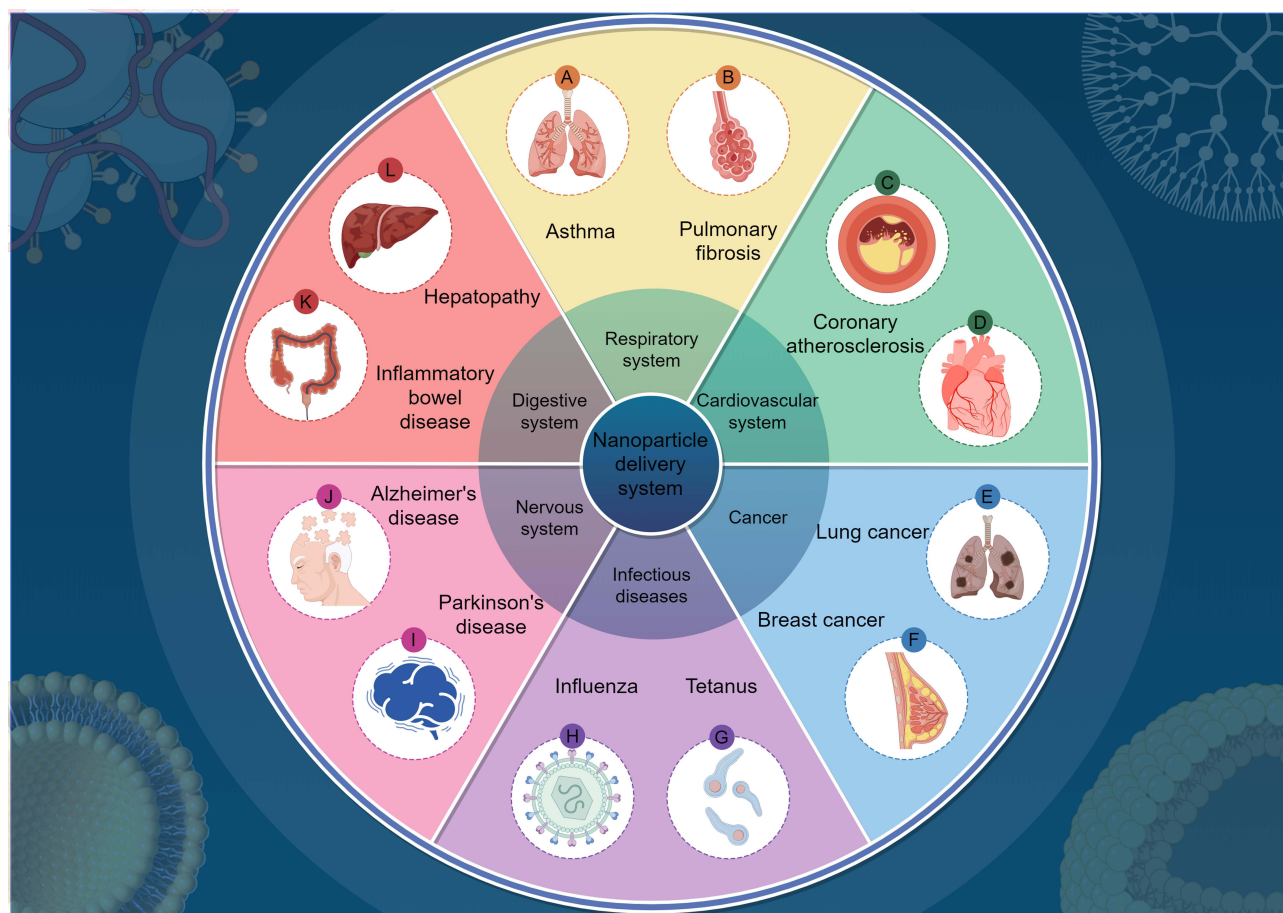 A
B
Asthma
Pulmonary
fibrosis
C
D
Coronary
atherosclerosis
E
Lung cancer
F
Breast cancer
G
Tetanus
H
Influenza
I
Parkinson's
disease
J
Alzheimer's
disease
K
Inflammatory
bowel
disease
L
Hepatopathy
Respiratory
system
Cardiovascular
system
Cancer
Infectious
diseases
Nervous
system
Digestive
system
Nanoparticle
delivery
system